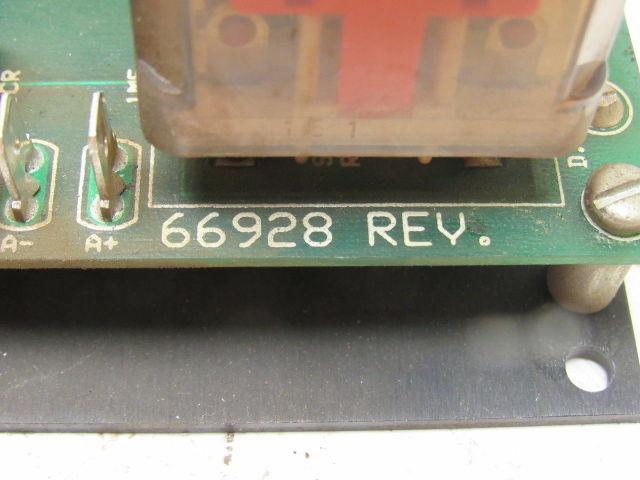 CR
A-
A+
66928 REV.
D.